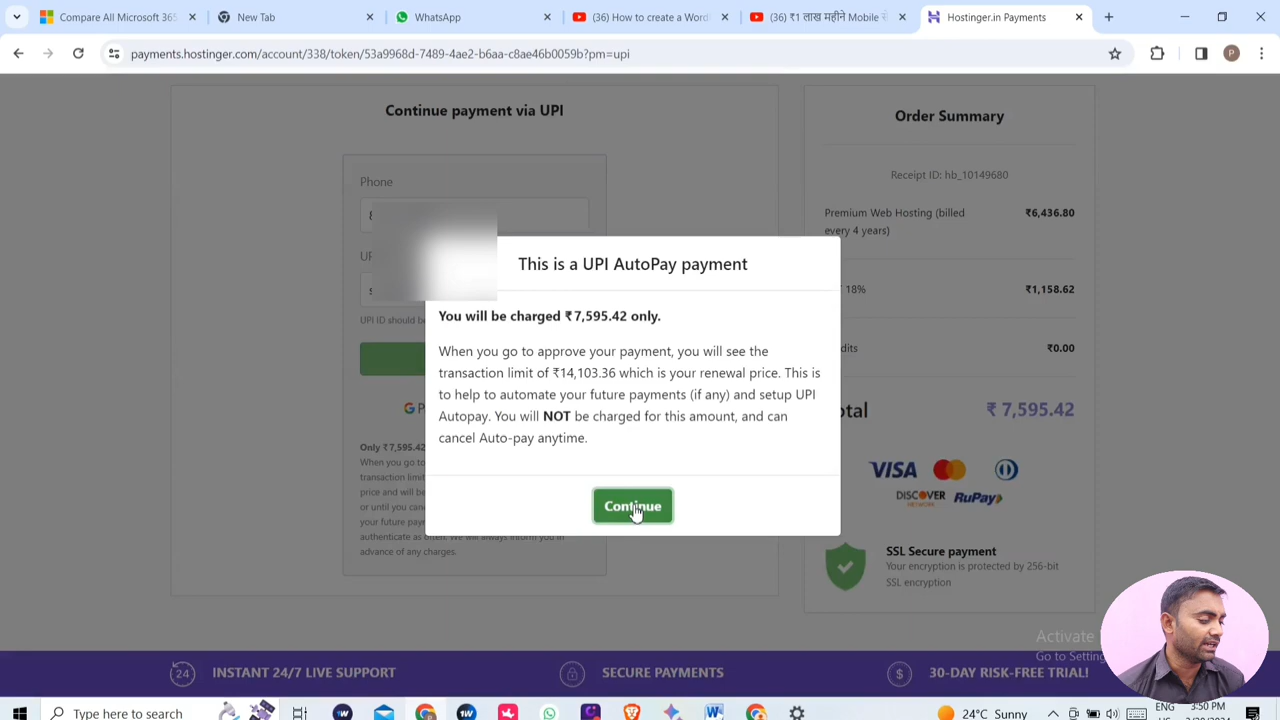 Compare All Microsoft 365
New Tab
WhatsApp
(36) How to create a Word
(36) ₹1 लाख महीने Mobile से
Hostinger.in Payments
payments.hostinger.com/account/338/token/53a9968d-7489-4ae2-b6aa-c8ae46b0059b?pm=upi
Continue payment via UPI
Phone
8
UP
s
UPI ID should be
G P
Only ₹7,595.42
When you go to
transaction limit
price and will be
or until you canc
your future pay
authenticate as often. We will always inform you in
advance of any charges.
This is a UPI AutoPay payment
You will be charged ₹7,595.42 only.
When you go to approve your payment, you will see the
transaction limit of ₹14,103.36 which is your renewal price. This is
to help to automate your future payments (if any) and setup UPI
Autopay. You will NOT be charged for this amount, and can
cancel Auto-pay anytime.
Continue
Order Summary
Receipt ID: hb_10149680
Premium Web Hosting (billed
every 4 years)
₹6,436.80
18%
₹1,158.62
dits
₹0.00
otal
₹ 7,595.42
VISA
DISCOVER
NETWORK
RuPay
SSL Secure payment
Your encryption is protected by 256-bit
SSL encryption
Activate
Go to Setting
24 INSTANT 24/7 LIVE SUPPORT
SECURE PAYMENTS
$ 30-DAY RISK-FREE TRIAL!
Type here to search
24°C Sunny
ENG
3:50 PM